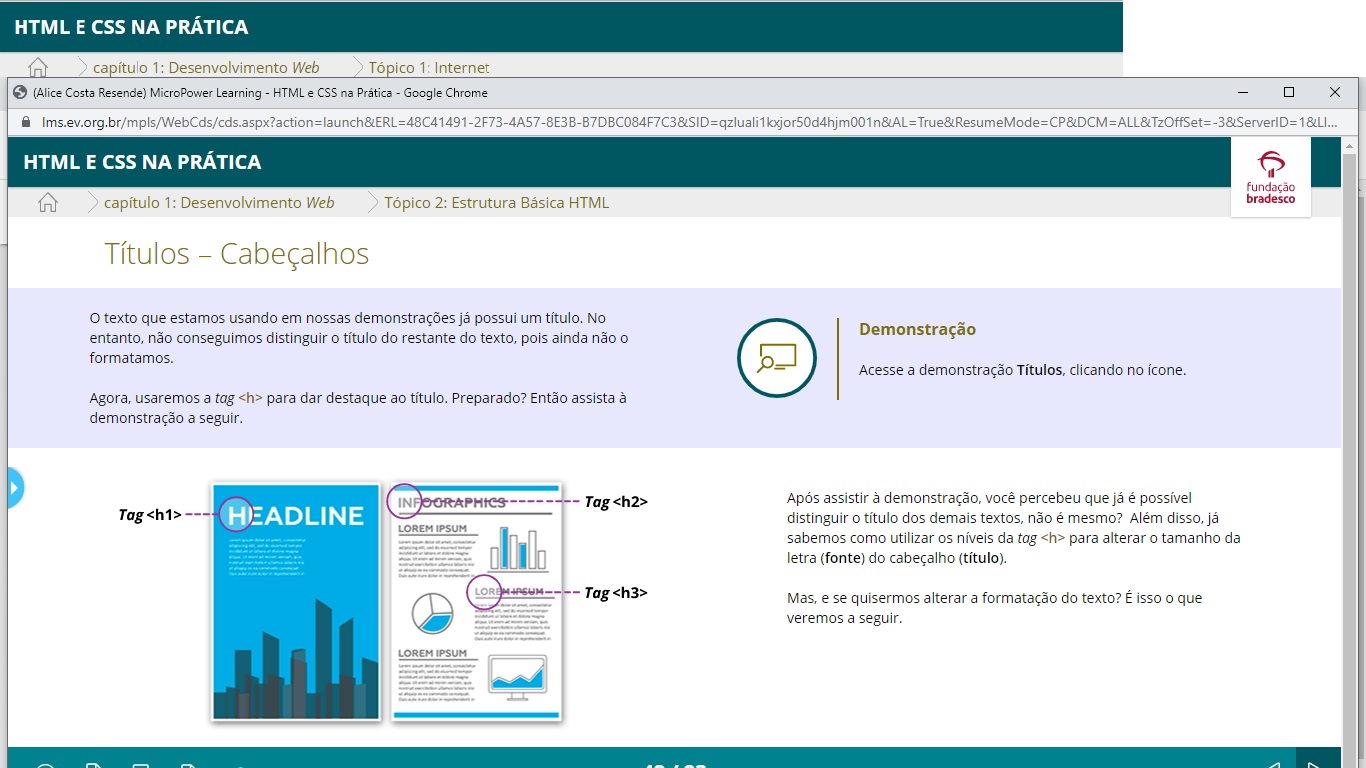 HTML E CSS NA PRÁTICA
capítulo 1: Desenvolvimento Web
Tópico 1: Internet
(Alice Costa Resende) MicroPower Learning - HTML e CSS na Prática - Google Chrome
lms.ev.org.br/mpls/WebCds/cds.aspx?action=launch&ERL=48C41491-2F73-4A57-8E3B-B7DBC084F7C3&SID=qzluali1kxjor50d4hjm001n&AL=True&ResumeMode=CP&DCM=ALL&TzOffSet=-3&ServerID=1&LI...
HTML E CSS NA PRÁTICA
fundação
bradesco
capítulo 1: Desenvolvimento Web
Tópico 2: Estrutura Básica HTML
Títulos – Cabeçalhos
O texto que estamos usando em nossas demonstrações já possui um título. No
entanto, não conseguimos distinguir o título do restante do texto, pois ainda não o
formatamos.
Agora, usaremos a tag <h> para dar destaque ao título. Preparado? Então assista à
demonstração a seguir.
Demonstração
Acesse a demonstração Títulos, clicando no ícone.
Tag <h1>
HEADLINE
INFOGRAPHICS
Tag <h2>
LOREM IPSUM
LOREM IPSUM
Tag <h3>
LOREM IPSUM
Após assistir à demonstração, você percebeu que já é possível
distinguir o título dos demais textos, não é mesmo?  Além disso, já
sabemos como utilizar os níveis da tag <h> para alterar o tamanho da
letra (fonte) do cabeçalho (título).
Mas, e se quisermos alterar a formatação do texto? É isso o que
veremos a seguir.